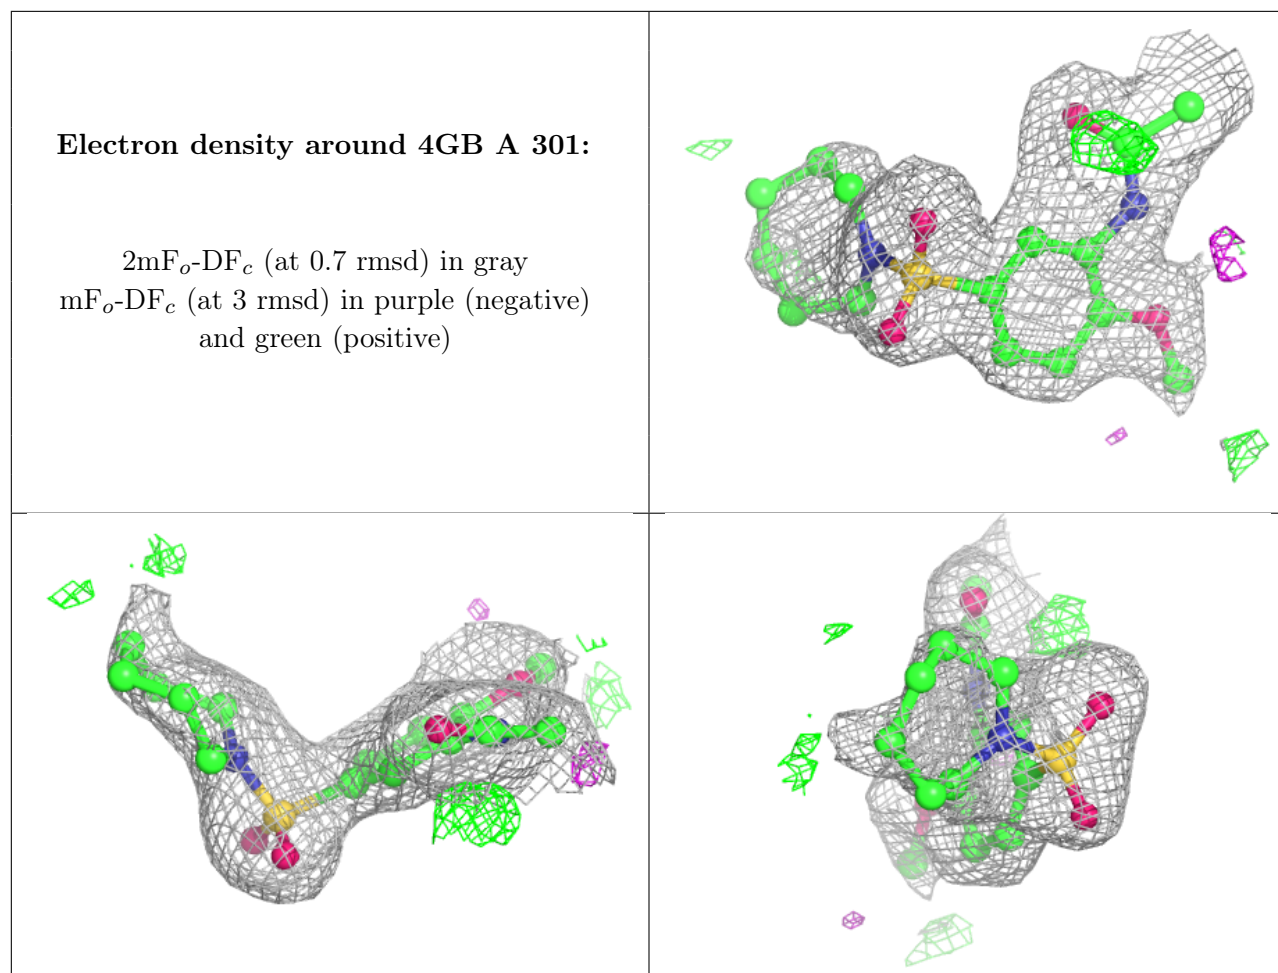 Electron density around 4GB A 301:
2mFo-DFc (at 0.7 rmsd) in gray
mFo-DFc (at 3 rmsd) in purple (negative)
and green (positive)